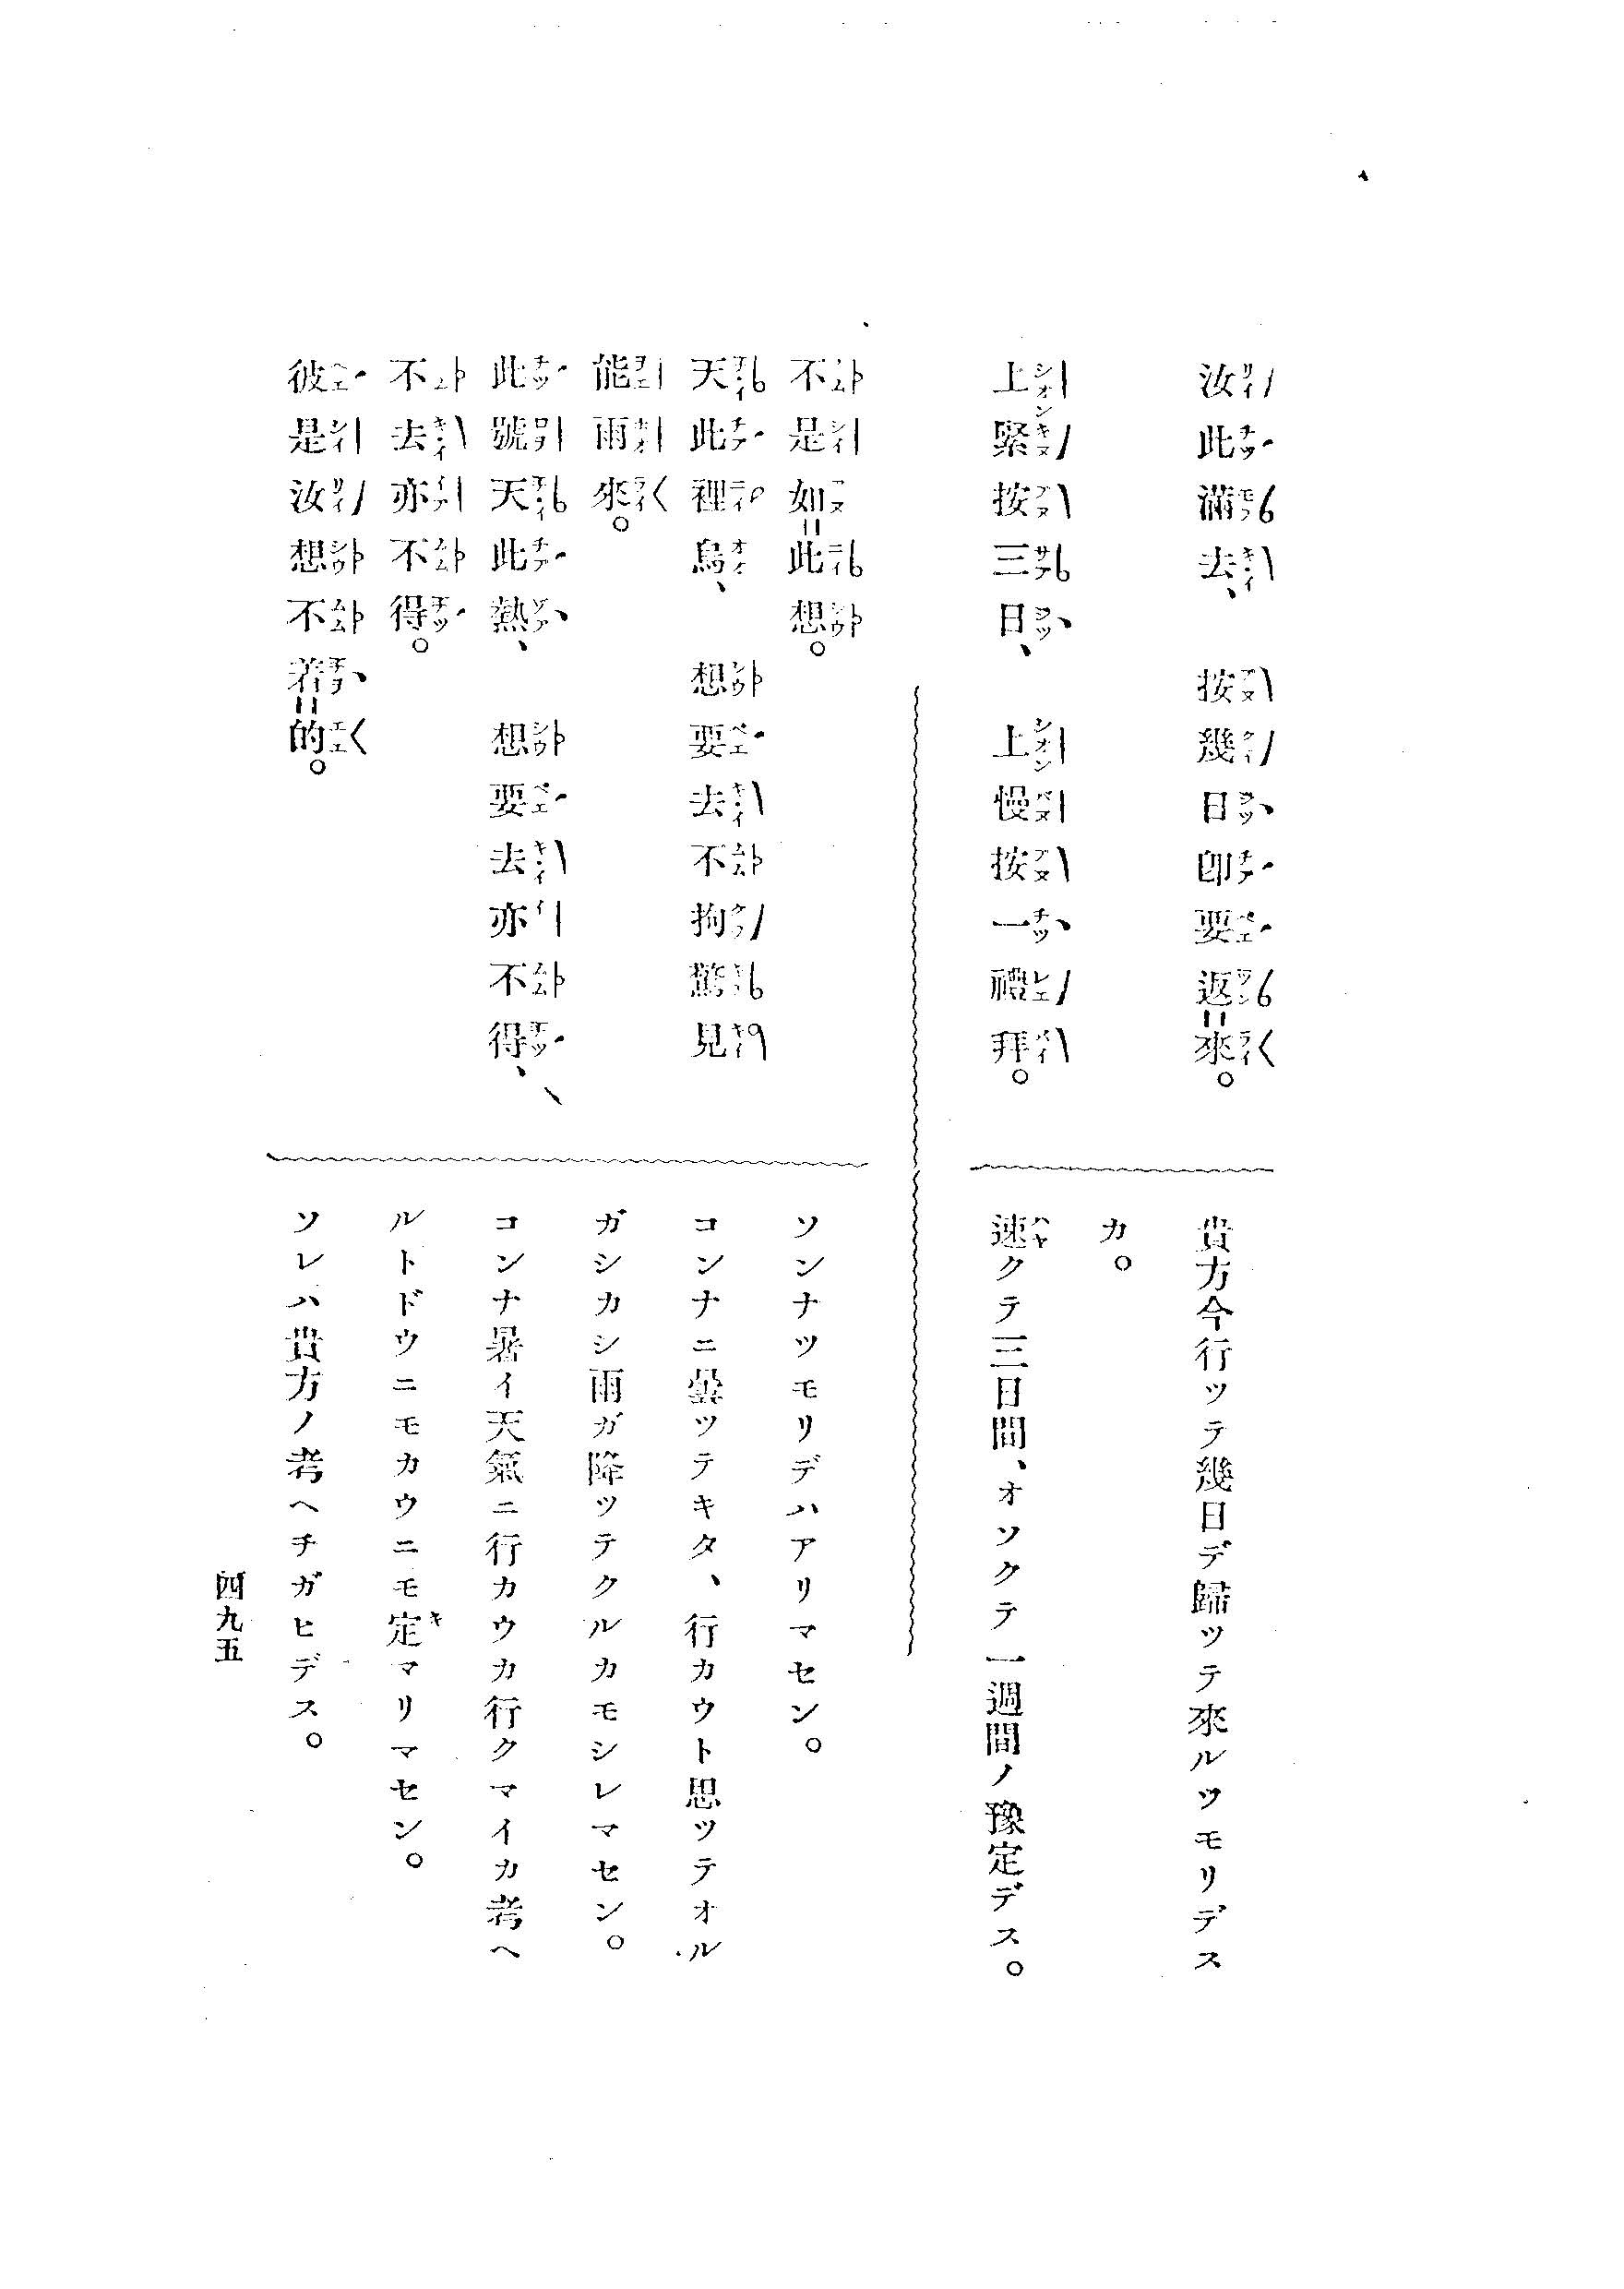 汝此滿去、按幾日卽要返=來。
上緊按三日、上慢按一禮拜。
不是如=此想。
天此裡烏、想要去不拘驚見
能雨來。
此號天此熱、想要去亦不得、
不去亦不得。
彼是汝想不着=的。
貴方今行ッテ幾日デ歸ッテ來ルツモリデス
カ。
速クテ三日間、オソクテ一週間ノ豫定デス。
ソンナツモリデハアリマセン。
コンナニ曇ッテキタ、行カウト思ッテオル
ガシカシ雨ガ降ッテクルカモシレマセン。
コンナ暑イ天氣ニ行カウカ行クマイカ考ヘ
ルトドウニモカウニモ定マリマセン。
ソレハ貴方ノ考ヘチガヒデス。
四九五